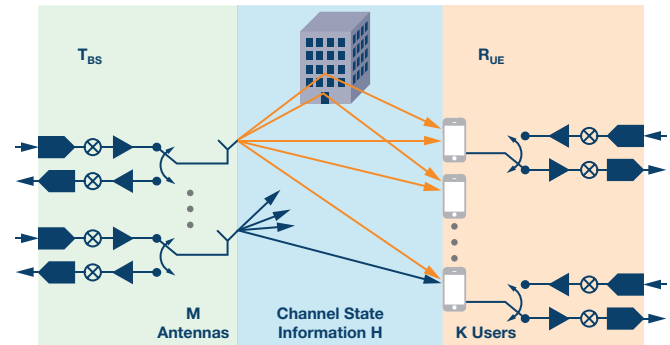 T_BS
R_UE
M
Antennas
Channel State
Information H
K Users